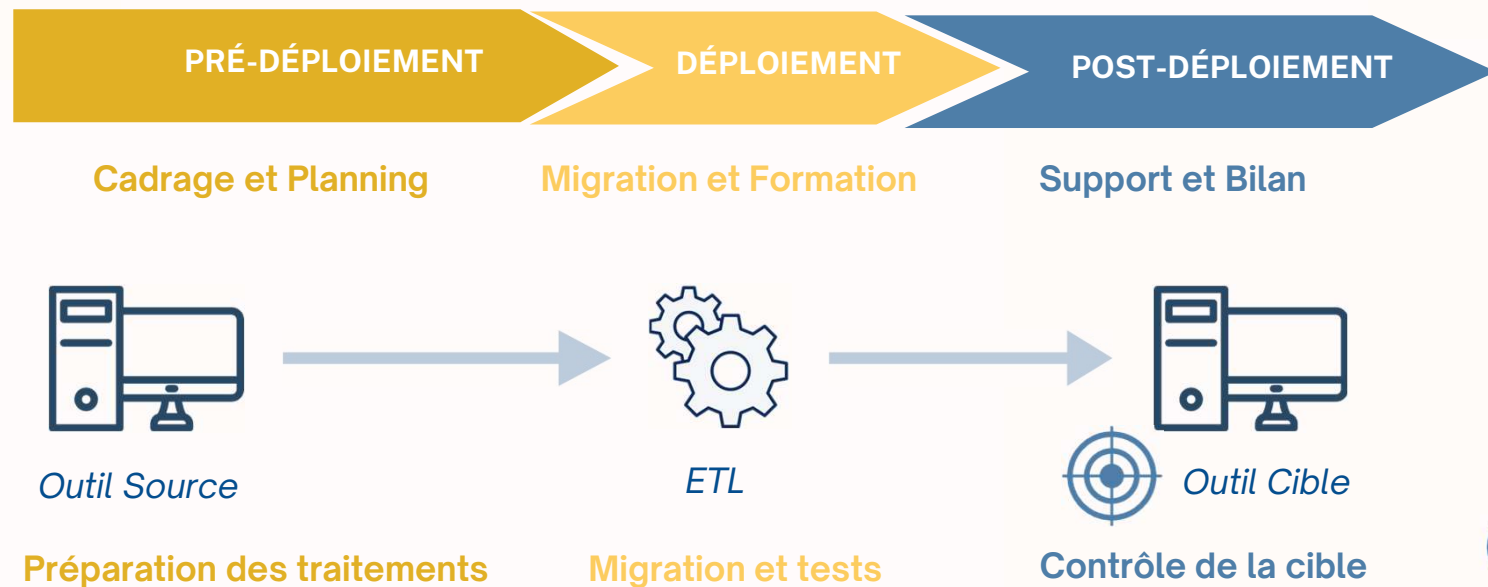 PRÉ-DÉPLOIEMENT
DÉPLOIEMENT
POST-DÉPLOIEMENT
Cadrage et Planning
Migration et Formation
Support et Bilan
Outil Source
ETL
Outil Cible
Préparation des traitements
Migration et tests
Contrôle de la cible